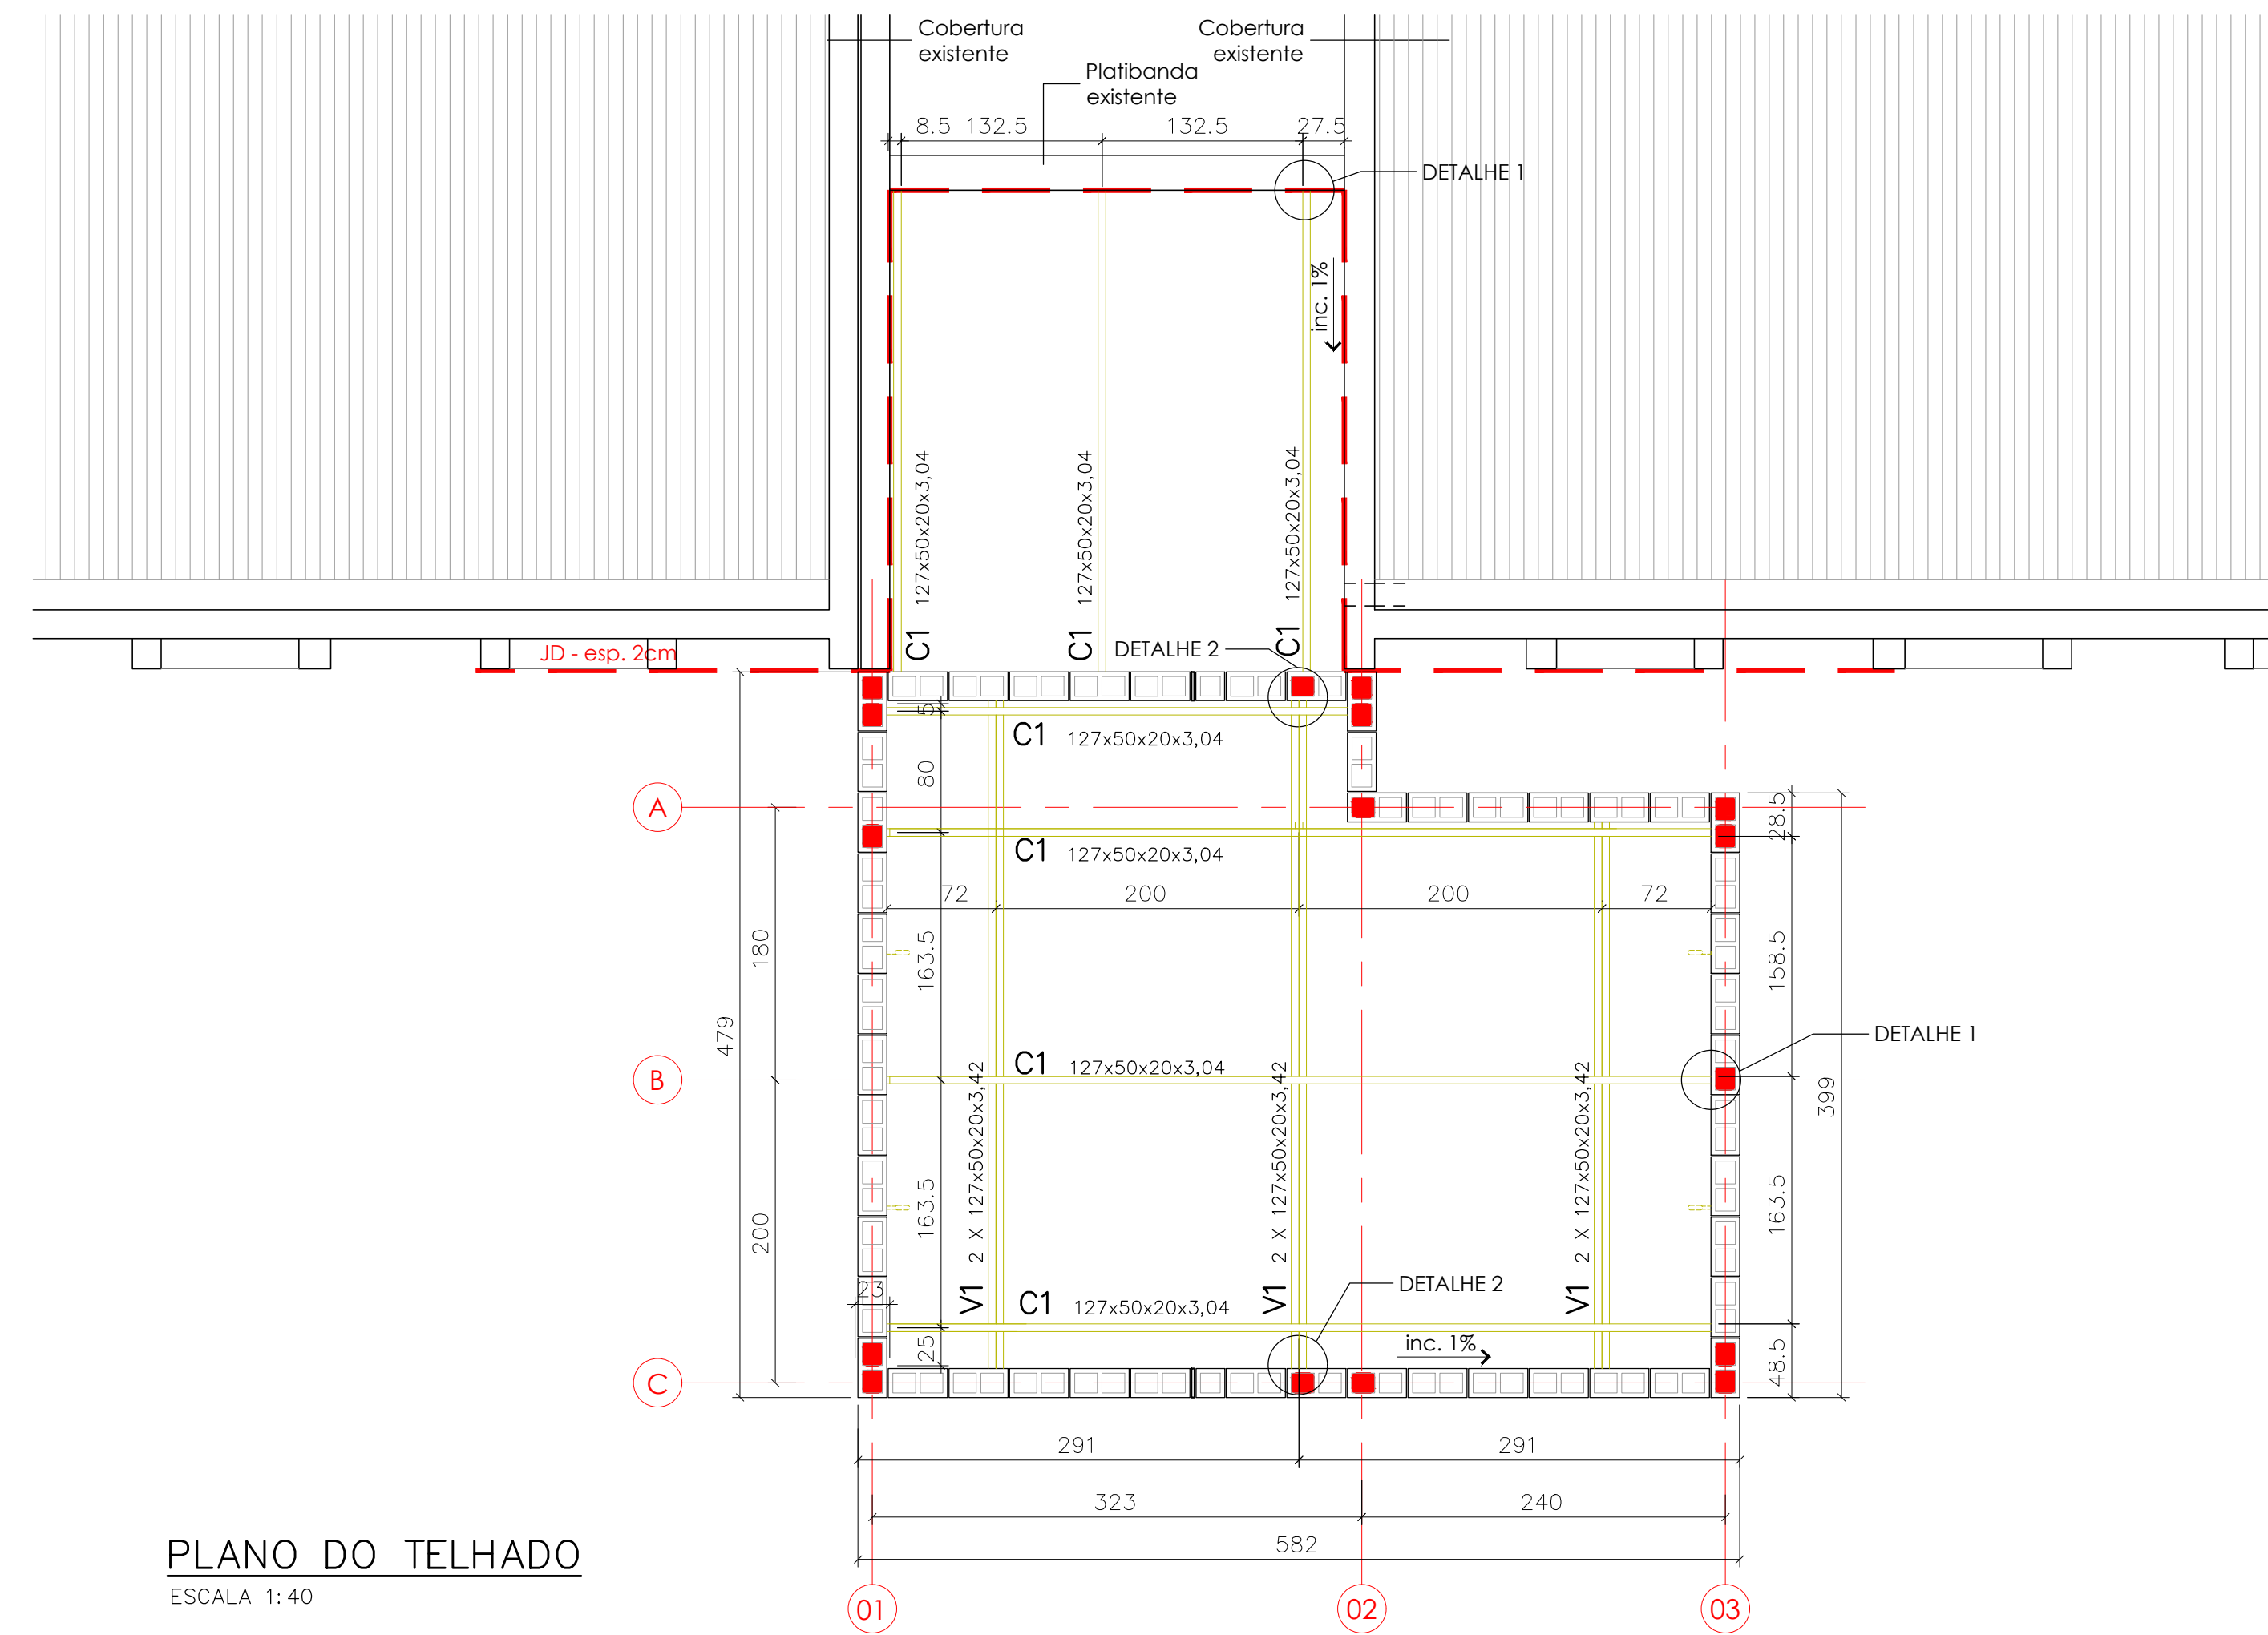 Cobertura
existente
Cobertura
existente
Platibanda
existente
8.5 132.5 132.5 27.5
DETALHE 1
inc. 1%
127x50x20x3,04
127x50x20x3,04
127x50x20x3,04
C1
C1
C1
DETALHE 2
JD - esp. 2cm
5
C1 127x50x20x3,04
80
A
28.5
C1 127x50x20x3,04
72 200 200 72
180
163.5
158.5
479
DETALHE 1
B
C1 127x50x20x3,04
399
V1 2 X 127x50x20x3,42
V1 2 X 127x50x20x3,42
V1 2 X 127x50x20x3,42
200
163.5
163.5
23
C1 127x50x20x3,04
DETALHE 2
25
inc. 1%
48.5
C
291 291
323 240
582
PLANO DO TELHADO
ESCALA 1:40
01 02 03